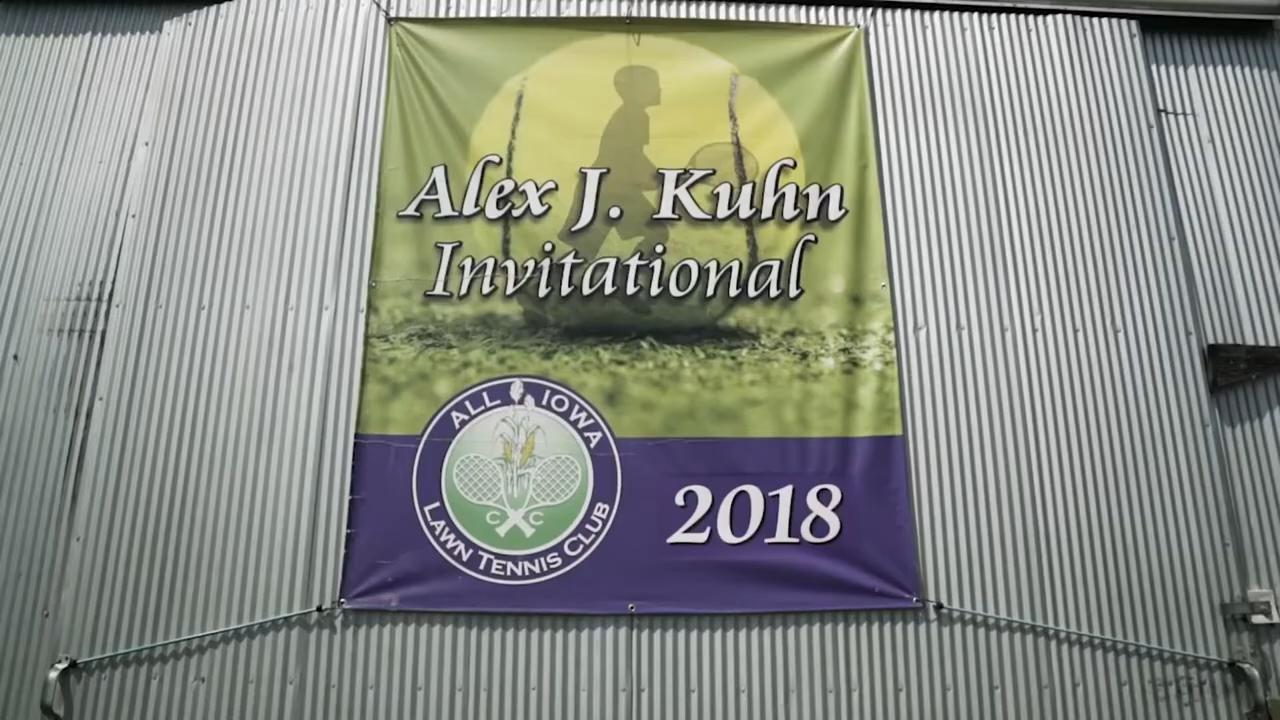 Alex J. Kuhn
Invitational
ALL IOWA
C C
LAWN TENNIS CLUB
2018